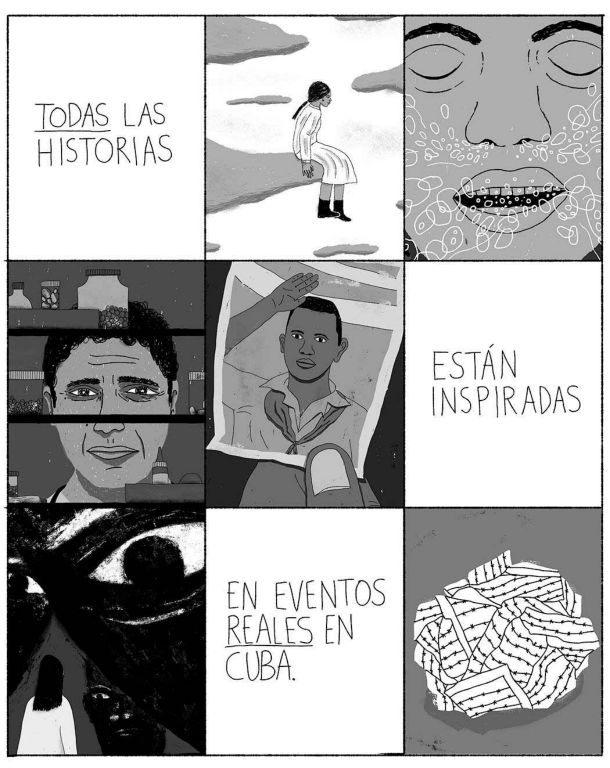 TODAS LAS
HISTORIAS
ESTÁN
INSPIRADAS
EN EVENTOS
REALES EN
CUBA.